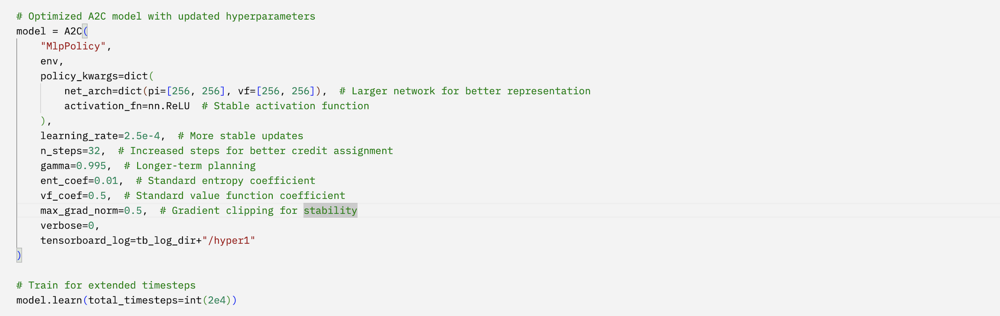 # Optimized A2C model with updated hyperparameters
model = A2C(
    "MlpPolicy",
    env,
    policy_kwargs=dict(
        net_arch=dict(pi=[256, 256], vf=[256, 256]),  # Larger network for better representation
        activation_fn=nn.ReLU  # Stable activation function
    ),
    learning_rate=2.5e-4,  # More stable updates
    n_steps=32,  # Increased steps for better credit assignment
    gamma=0.995,  # Longer-term planning
    ent_coef=0.01,  # Standard entropy coefficient
    vf_coef=0.5,  # Standard value function coefficient
    max_grad_norm=0.5,  # Gradient clipping for stability
    verbose=0,
    tensorboard_log=tb_log_dir+"/hyper1"
)
# Train for extended timesteps
model.learn(total_timesteps=int(2e4))